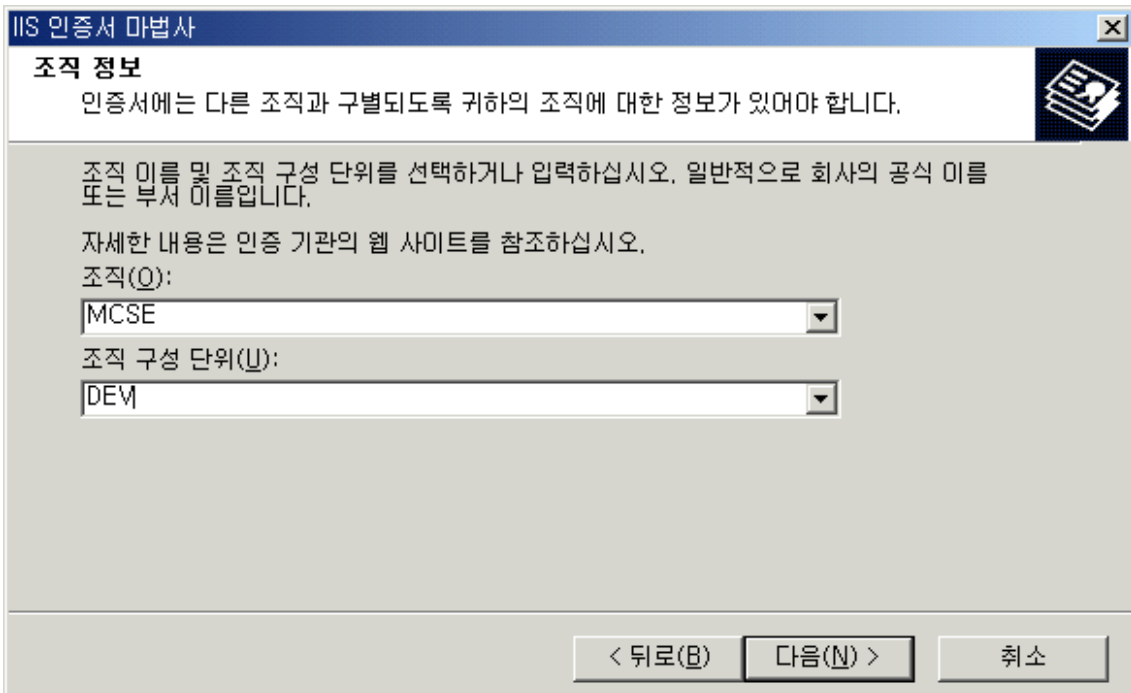 IIS 인증서 마법사
조직 정보
인증서에는 다른 조직과 구별되도록 귀하의 조직에 대한 정보가 있어야 합니다.
조직 이름 및 조직 구성 단위를 선택하거나 입력하십시오. 일반적으로 회사의 공식 이름
또는 부서 이름입니다.
자세한 내용은 인증 기관의 웹 사이트를 참조하십시오.
조직(O):
MCSE
조직 구성 단위(U):
DEV
< 뒤로(B) 다음(N) > 취소